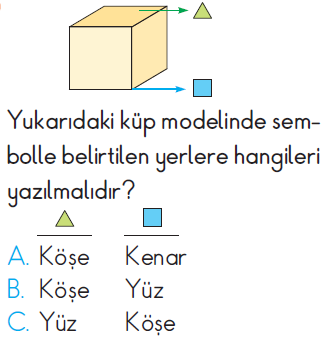 Yukarıdaki küp modelinde sem-
bolle belirtilen yerlere hangileri
yazılmalıdır?
A. Köşe Kenar
B. Köşe Yüz
C. Yüz Köşe